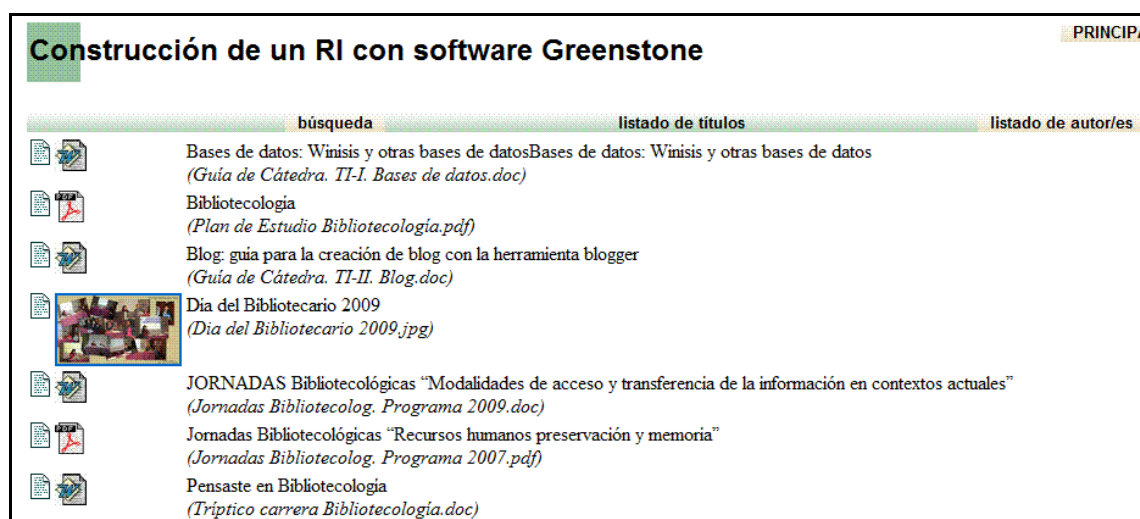 Construcción de un RI con software Greenstone
PRINCIPA
búsqueda listado de títulos listado de autor/es
Bases de datos: Winisis y otras bases de datosBases de datos: Winisis y otras bases de datos
(Guía de Cátedra. TI-I. Bases de datos.doc)
PDF
Bibliotecologia
(Plan de Estudio Bibliotecología.pdf)
Blog: guia para la creación de blog con la herramienta blogger
(Guía de Cátedra. TI-II. Blog.doc)
Dia del Bibliotecario 2009
(Dia del Bibliotecario 2009.jpg)
JORNADAS Bibliotecológicas “Modalidades de acceso y transferencia de la información en contextos actuales”
(Jornadas Bibliotecolog. Programa 2009.doc)
PDF
Jornadas Bibliotecológicas “Recursos humanos preservación y memoria”
(Jornadas Bibliotecolog. Programa 2007.pdf)
Pensaste en Bibliotecologia
(Tríptico carrera Bibliotecología.doc)